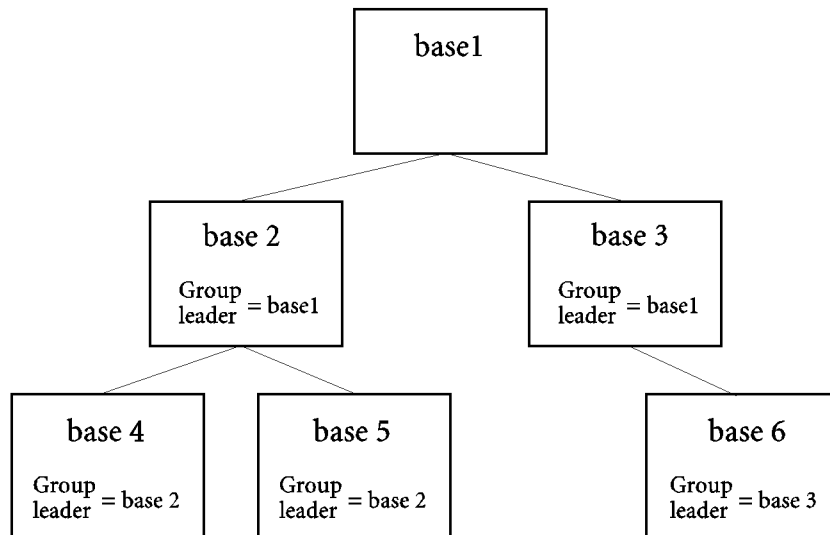 base1
base 2
Group
leader = base1
base 3
Group
leader = base1
base 4
Group
leader = base 2
base 5
Group
leader = base 2
base 6
Group
leader = base 3